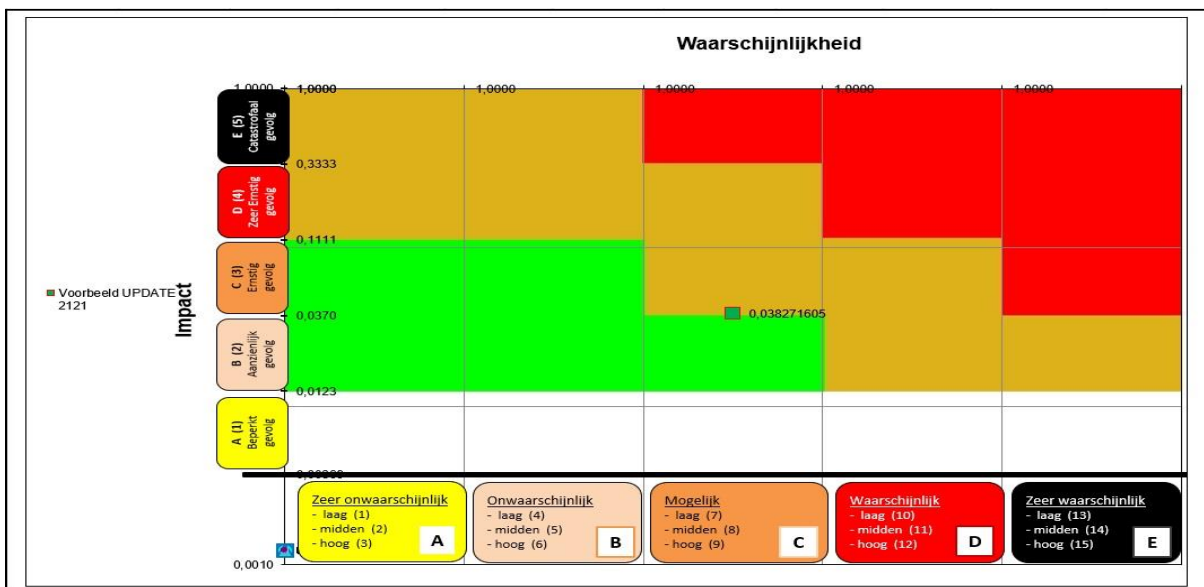 Waarschijnlijkheid
1,0000
1,0000
1,0000
1,0000
1,0000
1,0000
E (5)
Catastrofaal
gevolg
0,3333
D (4)
Zeer Ernstig
gevolg
0,1111
C (3)
Ernstig
gevolg
Voorbeeld UPDATE
2121
Impact
0,0370
0,038271605
B (2)
Aanzienlijk
gevolg
0,0123
A (1)
Beperkt
gevolg
Zeer onwaarschijnlijk
- laag (1)
- midden (2)
- hoog (3)
A
Onwaarschijnlijk
- laag (4)
- midden (5)
- hoog (6)
B
Mogelijk
- laag (7)
- midden (8)
- hoog (9)
C
Waarschijnlijk
- laag (10)
- midden (11)
- hoog (12)
D
Zeer waarschijnlijk
- laag (13)
- midden (14)
- hoog (15)
E
0,0010